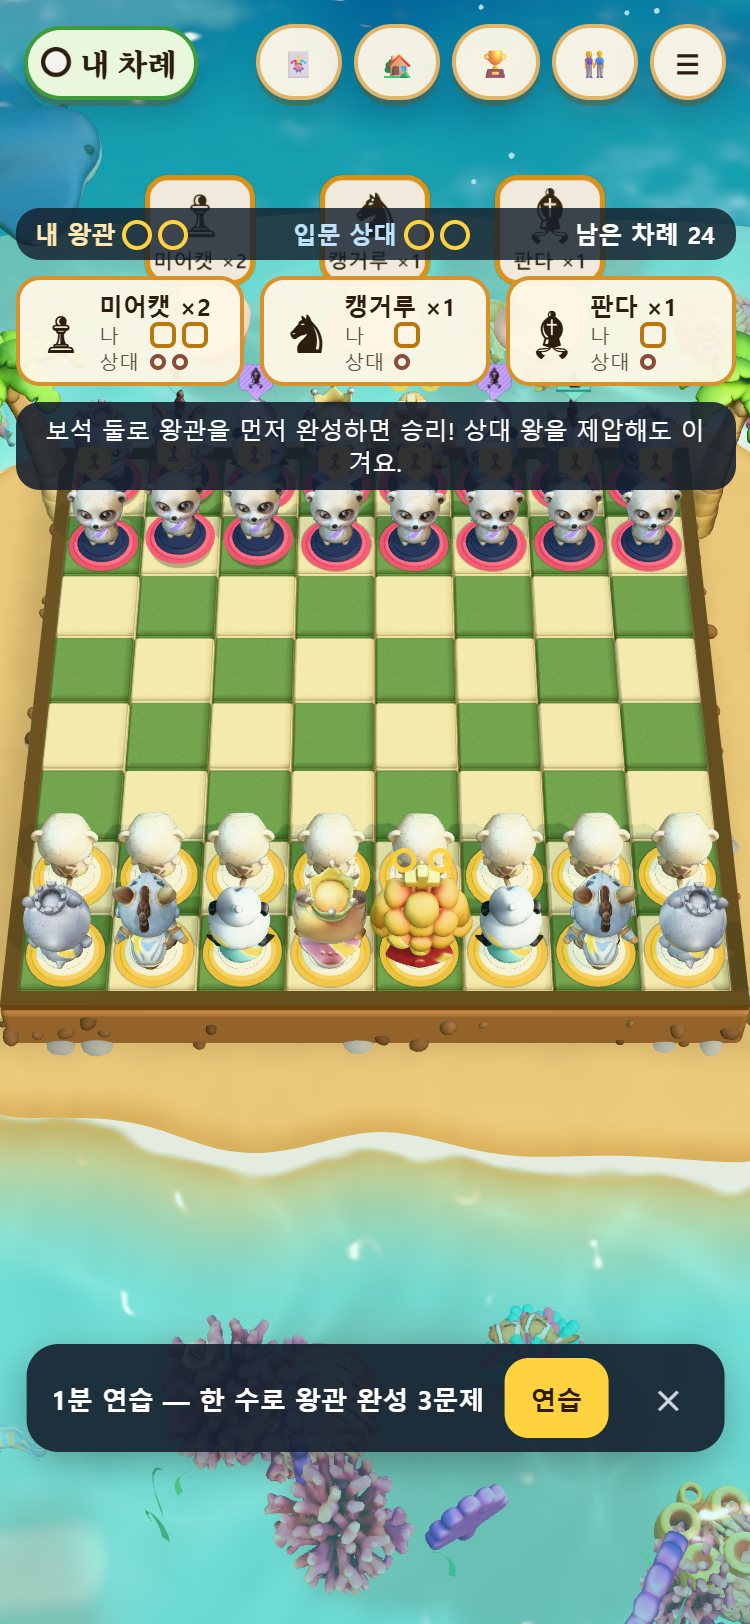 내 차례
미어캣 ×2
캥거루 ×1
판다 ×1
내 왕관
입문 상대
남은 차례 24
미어캣 ×2
나
상대
캥거루 ×1
나
상대
판다 ×1
나
상대
보석 둘로 왕관을 먼저 완성하면 승리! 상대 왕을 제압해도 이
겨요.
1분 연습 — 한 수로 왕관 완성 3문제
연습